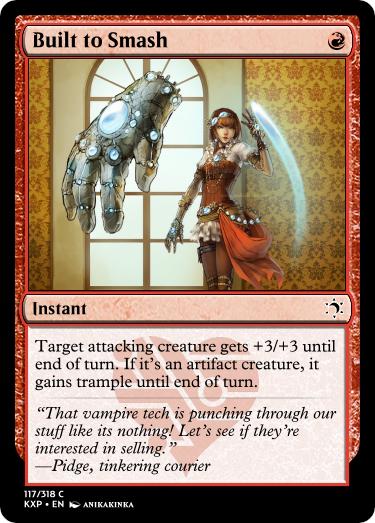 Built to Smash
Instant
Target attacking creature gets +3/+3 until
end of turn. If it's an artifact creature, it
gains trample until end of turn.
“That vampire tech is punching through our
stuff like its nothing! Let's see if they're
interested in selling.”
—Pidge, tinkering courier
117/318 C
KXP • EN ANIKAKINKA